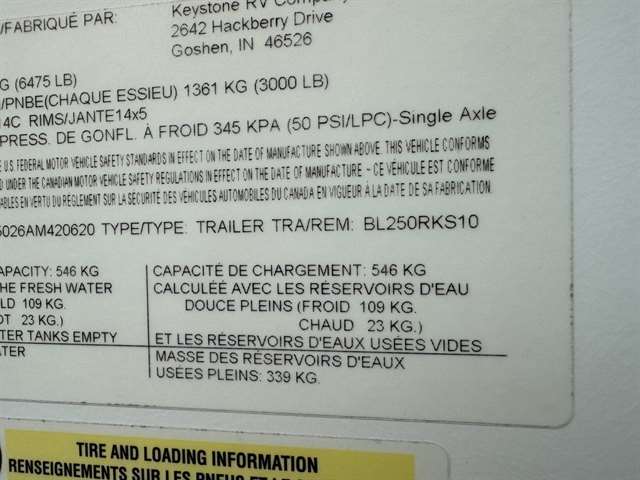 /FABRIQUÉ PAR: Keystone RV Company
2642 Hackberry Drive
Goshen, IN 46526
G (6475 LB)
/PNBE(CHAQUE ESSIEU) 1361 KG (3000 LB)
14C RIMS/JANTE14x5
PRESS. DE GONFL. À FROID 345 KPA (50 PSI/LPC)-Single Axle
E U.S. FEDERAL MOTOR VEHICLE SAFETY STANDARDS IN EFFECT ON THE DATE OF MANUFACTURE SHOWN ABOVE. THIS VEHICLE
D UNDER THE CANADIAN MOTOR VEHICLE SAFETY REGULATIONS IN EFFECT ON THE DATE OF MANUFACTURE - CE VÉHICULE EST CONFORME
ABLES EN VERTU DU RÈGLEMENT SUR LA SÉCURITÉ DES VÉHICULES AUTOMOBILES DU CANADA EN VIGUEUR À LA DATE DE SA FABRICATION
5026AM420620 TYPE/TYPE: TRAILER TRA/REM: BL250RKS10
APACITY: 546 KG
HE FRESH WATER
LD 109 KG.
OT 23 KG.)
TER TANKS EMPTY
ATER
CAPACITÉ DE CHARGEMENT: 546 KG
CALCULÉE AVEC LES RÉSERVOIRS D'EAU
DOUCE PLEINS (FROID 109 KG.
CHAUD 23 KG.)
ET LES RÉSERVOIRS D'EAUX USÉES VIDES
MASSE DES RÉSERVOIRS D'EAUX
USÉES PLEINS: 339 KG.
TIRE AND LOADING INFORMATION
RENSEIGNEMENTS SUR LES PNEUS ET LE